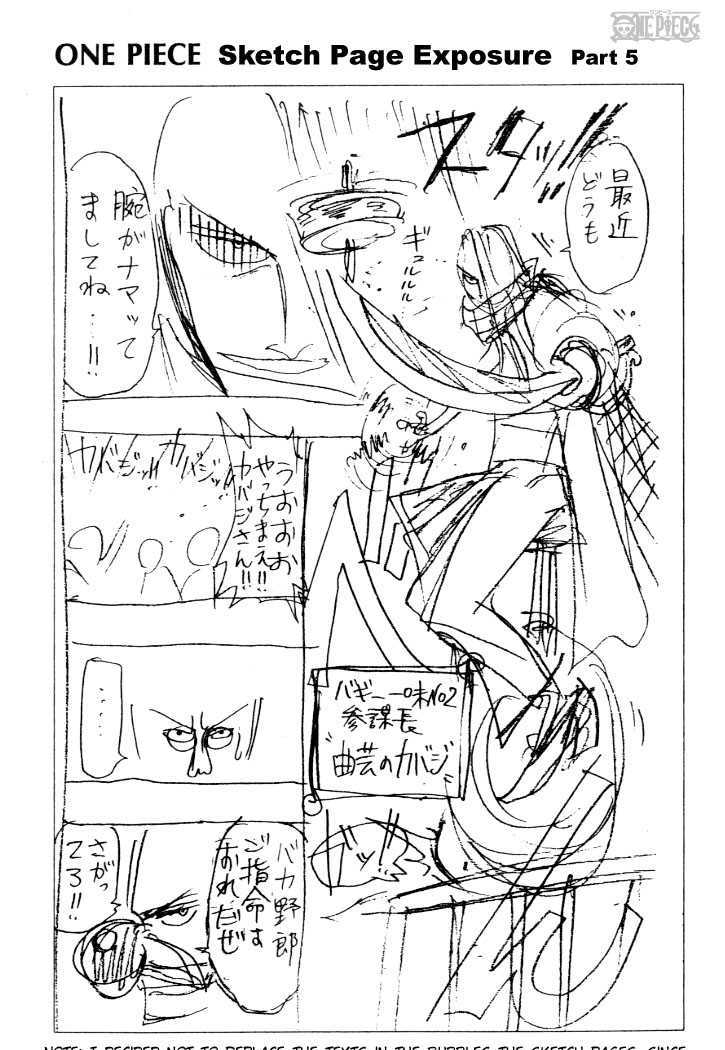 ONE PIECE
ONE PIECE Sketch Page Exposure Part 5
スタッ!!
最近
どうも
ギュルルル
腕がナマッて
ましてね…!!
うおおお
やっちまえ!!
カバジさん!!
カバジッ!! カバジッ!!
バギー一味No2
参謀長
"曲芸のカバジ"
……
バカ野郎
ご指命は
おれだぜ
さがっ
てろ!!
NOTE: I DECIDED NOT TO REPLACE THE TEXTS IN THE BUBBLES THE SKETCH PAGES, SINCE